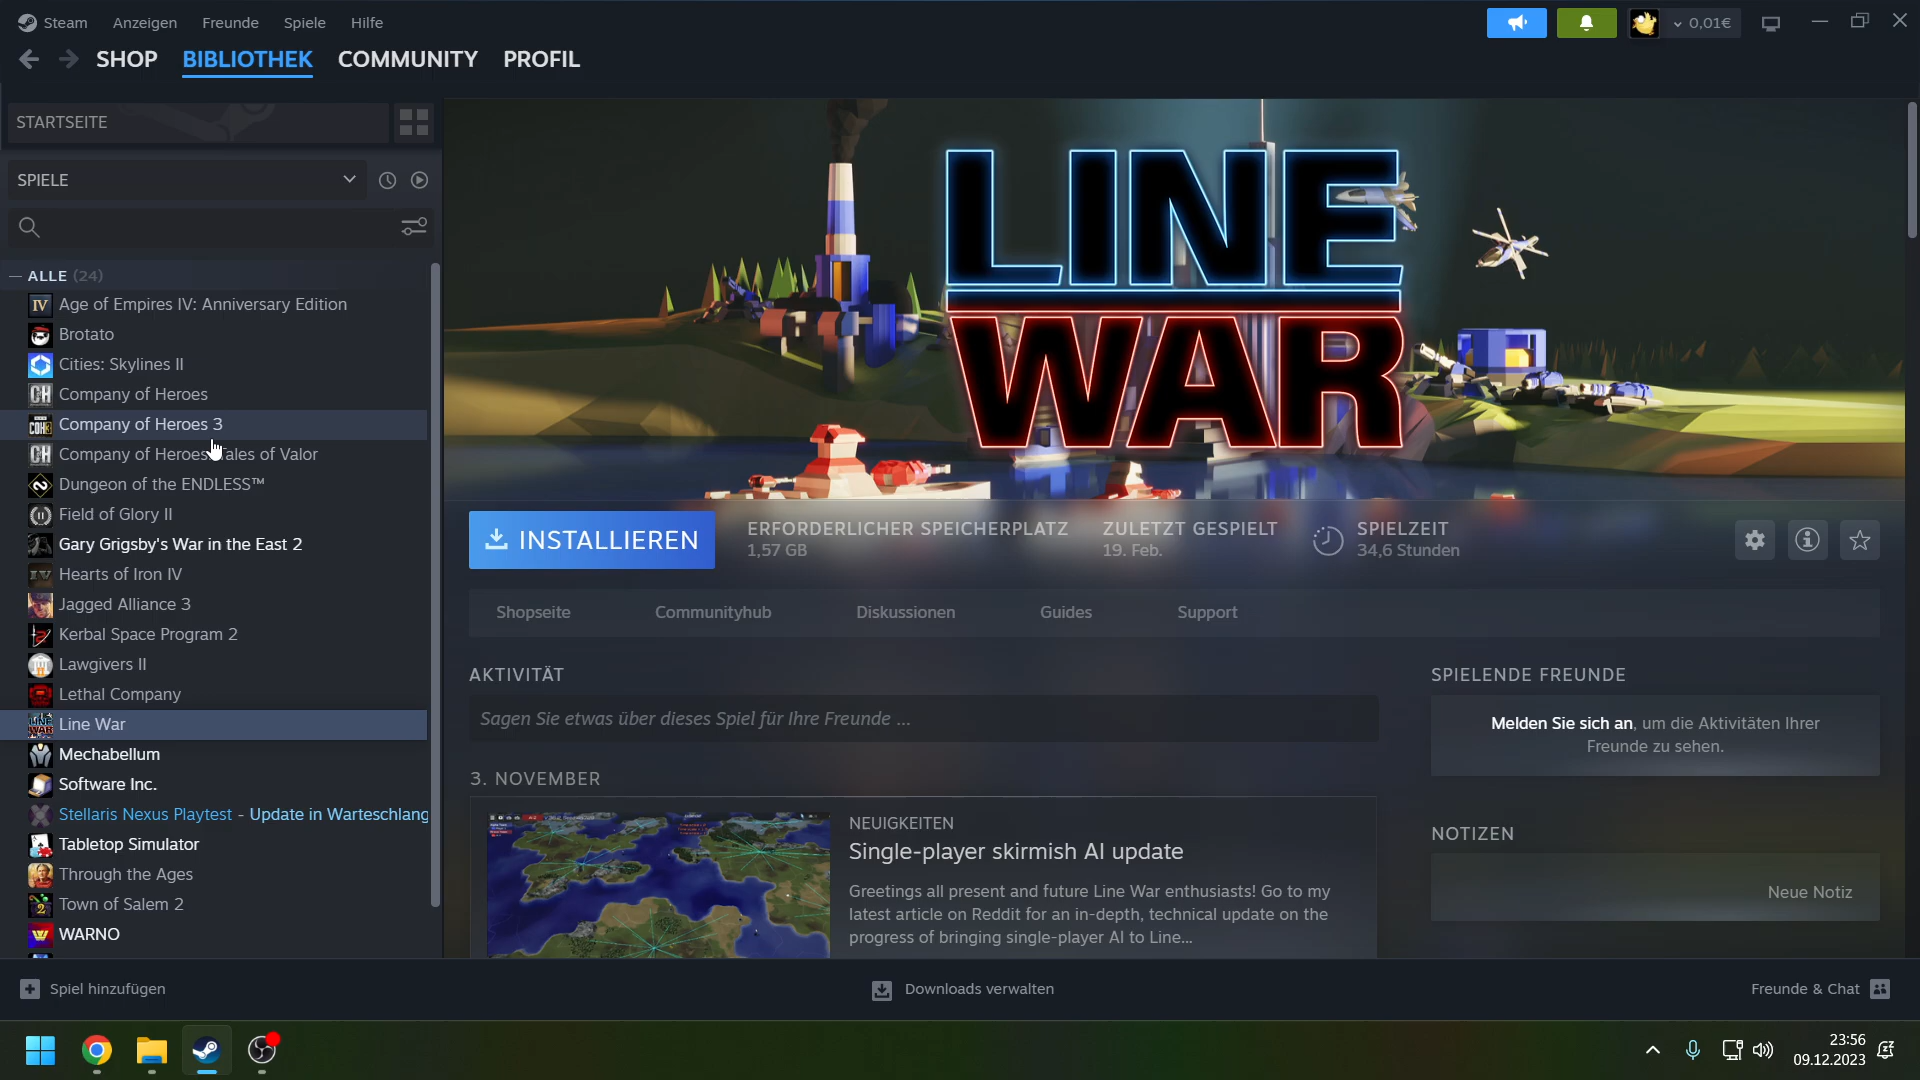 Steam Anzeigen Freunde Spiele Hilfe
0,01€
SHOP BIBLIOTHEK COMMUNITY PROFIL
STARTSEITE
SPIELE
ALLE (24)
Age of Empires IV: Anniversary Edition
Brotato
Cities: Skylines II
Company of Heroes
Company of Heroes 3
Company of Heroes: Tales of Valor
Dungeon of the ENDLESS™
Field of Glory II
Gary Grigsby's War in the East 2
Hearts of Iron IV
Jagged Alliance 3
Kerbal Space Program 2
Lawgivers II
Lethal Company
Line War
Mechabellum
Software Inc.
Stellaris Nexus Playtest - Update in Warteschlang
Tabletop Simulator
Through the Ages
Town of Salem 2
WARNO
LINE
WAR
INSTALLIEREN
ERFORDERLICHER SPEICHERPLATZ
1,57 GB
ZULETZT GESPIELT
19. Feb.
SPIELZEIT
34,6 Stunden
Shopseite Communityhub Diskussionen Guides Support
AKTIVITÄT
Sagen Sie etwas über dieses Spiel für Ihre Freunde ...
3. NOVEMBER
NEUIGKEITEN
Single-player skirmish AI update
Greetings all present and future Line War enthusiasts! Go to my
latest article on Reddit for an in-depth, technical update on the
progress of bringing single-player AI to Line...
SPIELENDE FREUNDE
Melden Sie sich an, um die Aktivitäten Ihrer
Freunde zu sehen.
NOTIZEN
Neue Notiz
Spiel hinzufügen
Downloads verwalten
Freunde & Chat
23:56
09.12.2023